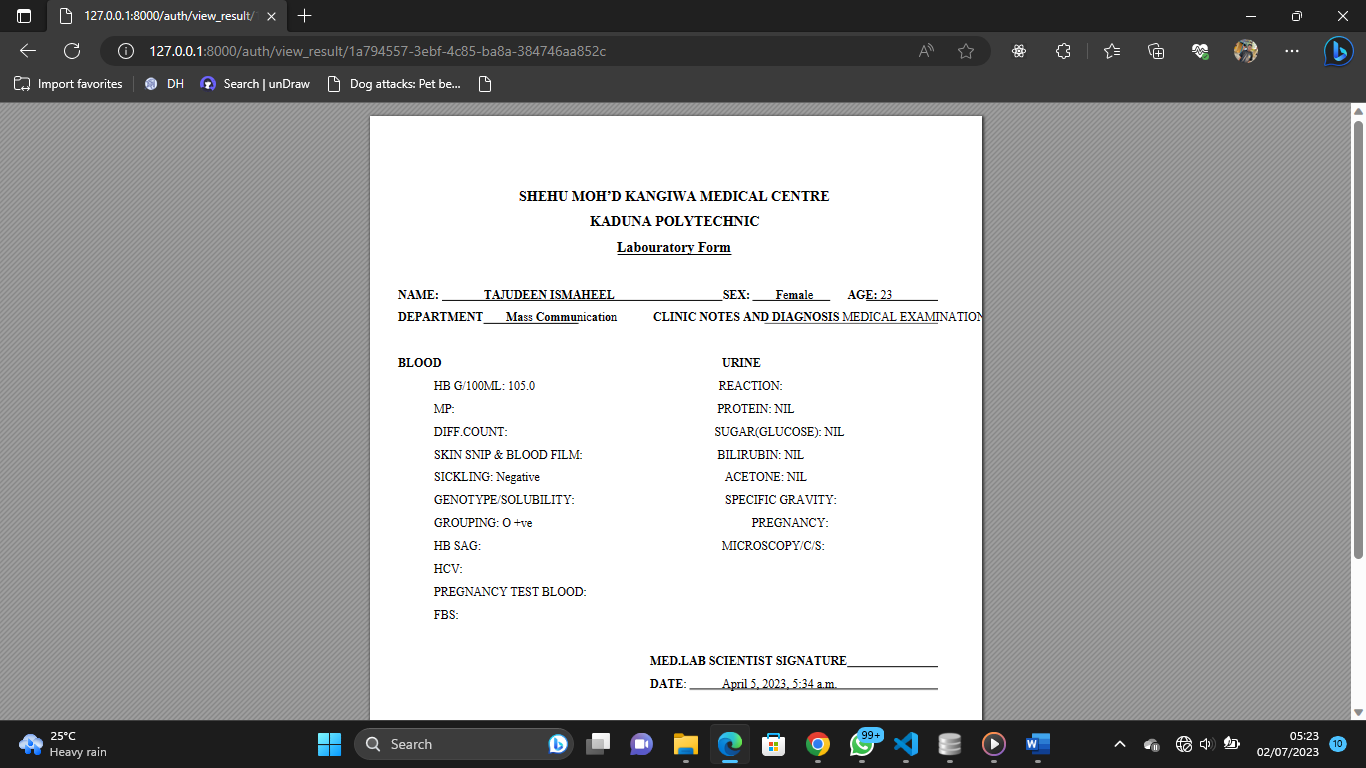 127.0.0.1:8000/auth/view_result/
127.0.0.1:8000/auth/view_result/1a794557-3ebf-4c85-ba8a-384746aa852c
Import favorites DH Search | unDraw Dog attacks: Pet be...
SHEHU MOH’D KANGIWA MEDICAL CENTRE
KADUNA POLYTECHNIC
Labouratory Form
NAME: TAJUDEEN ISMAHEEL SEX: Female AGE: 23
DEPARTMENT Mass Communication CLINIC NOTES AND DIAGNOSIS MEDICAL EXAMINATION
BLOOD URINE
HB G/100ML: 105.0 REACTION:
MP: PROTEIN: NIL
DIFF.COUNT: SUGAR(GLUCOSE): NIL
SKIN SNIP & BLOOD FILM: BILIRUBIN: NIL
SICKLING: Negative ACETONE: NIL
GENOTYPE/SOLUBILITY: SPECIFIC GRAVITY:
GROUPING: O +ve PREGNANCY:
HB SAG: MICROSCOPY/C/S:
HCV:
PREGNANCY TEST BLOOD:
FBS:
MED.LAB SCIENTIST SIGNATURE
DATE: April 5, 2023, 5:34 a.m.
25°C
Heavy rain
Search
99+
05:23
02/07/2023
10